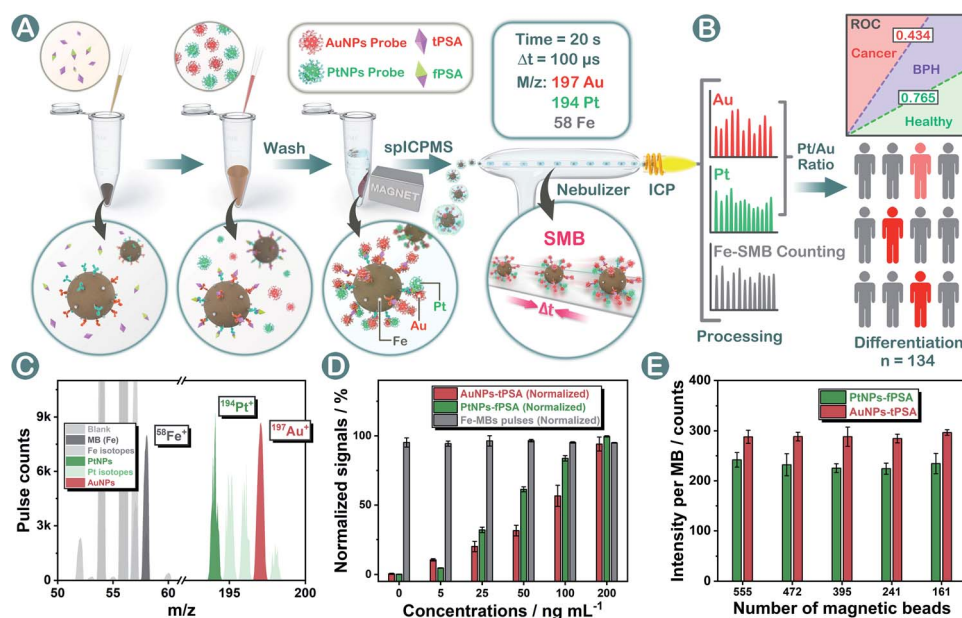 A
AuNPs Probe
tPSA
PtNPs Probe
fPSA
Time = 20 s
Δt = 100 µs
M/z: 197 Au
194 Pt
58 Fe
Wash
spICPMS
MAGNET
Nebulizer
ICP
Pt
Au
Fe
SMB
Δt
B
Au
Pt
Fe-SMB Counting
Processing
Pt/Au
Ratio
ROC
0.434
Cancer
BPH
0.765
Healthy
Differentiation
n = 134
C
Pulse counts
9k
6k
3k
0
Blank
MB (Fe)
Fe isotopes
PtNPs
Pt isotopes
AuNPs
⁵⁸Fe⁺
¹⁹⁴Pt⁺
¹⁹⁷Au⁺
50 55 60 195 200
m/z
D
Normalized signals / %
100
50
0
AuNPs-tPSA (Normalized)
PtNPs-fPSA (Normalized)
Fe-MBs pulses (Normalized)
0 5 25 50 100 200
Concentrations / ng mL⁻¹
E
Intensity per MB / counts
400
300
200
100
0
PtNPs-fPSA
AuNPs-tPSA
555 472 395 241 161
Number of magnetic beads